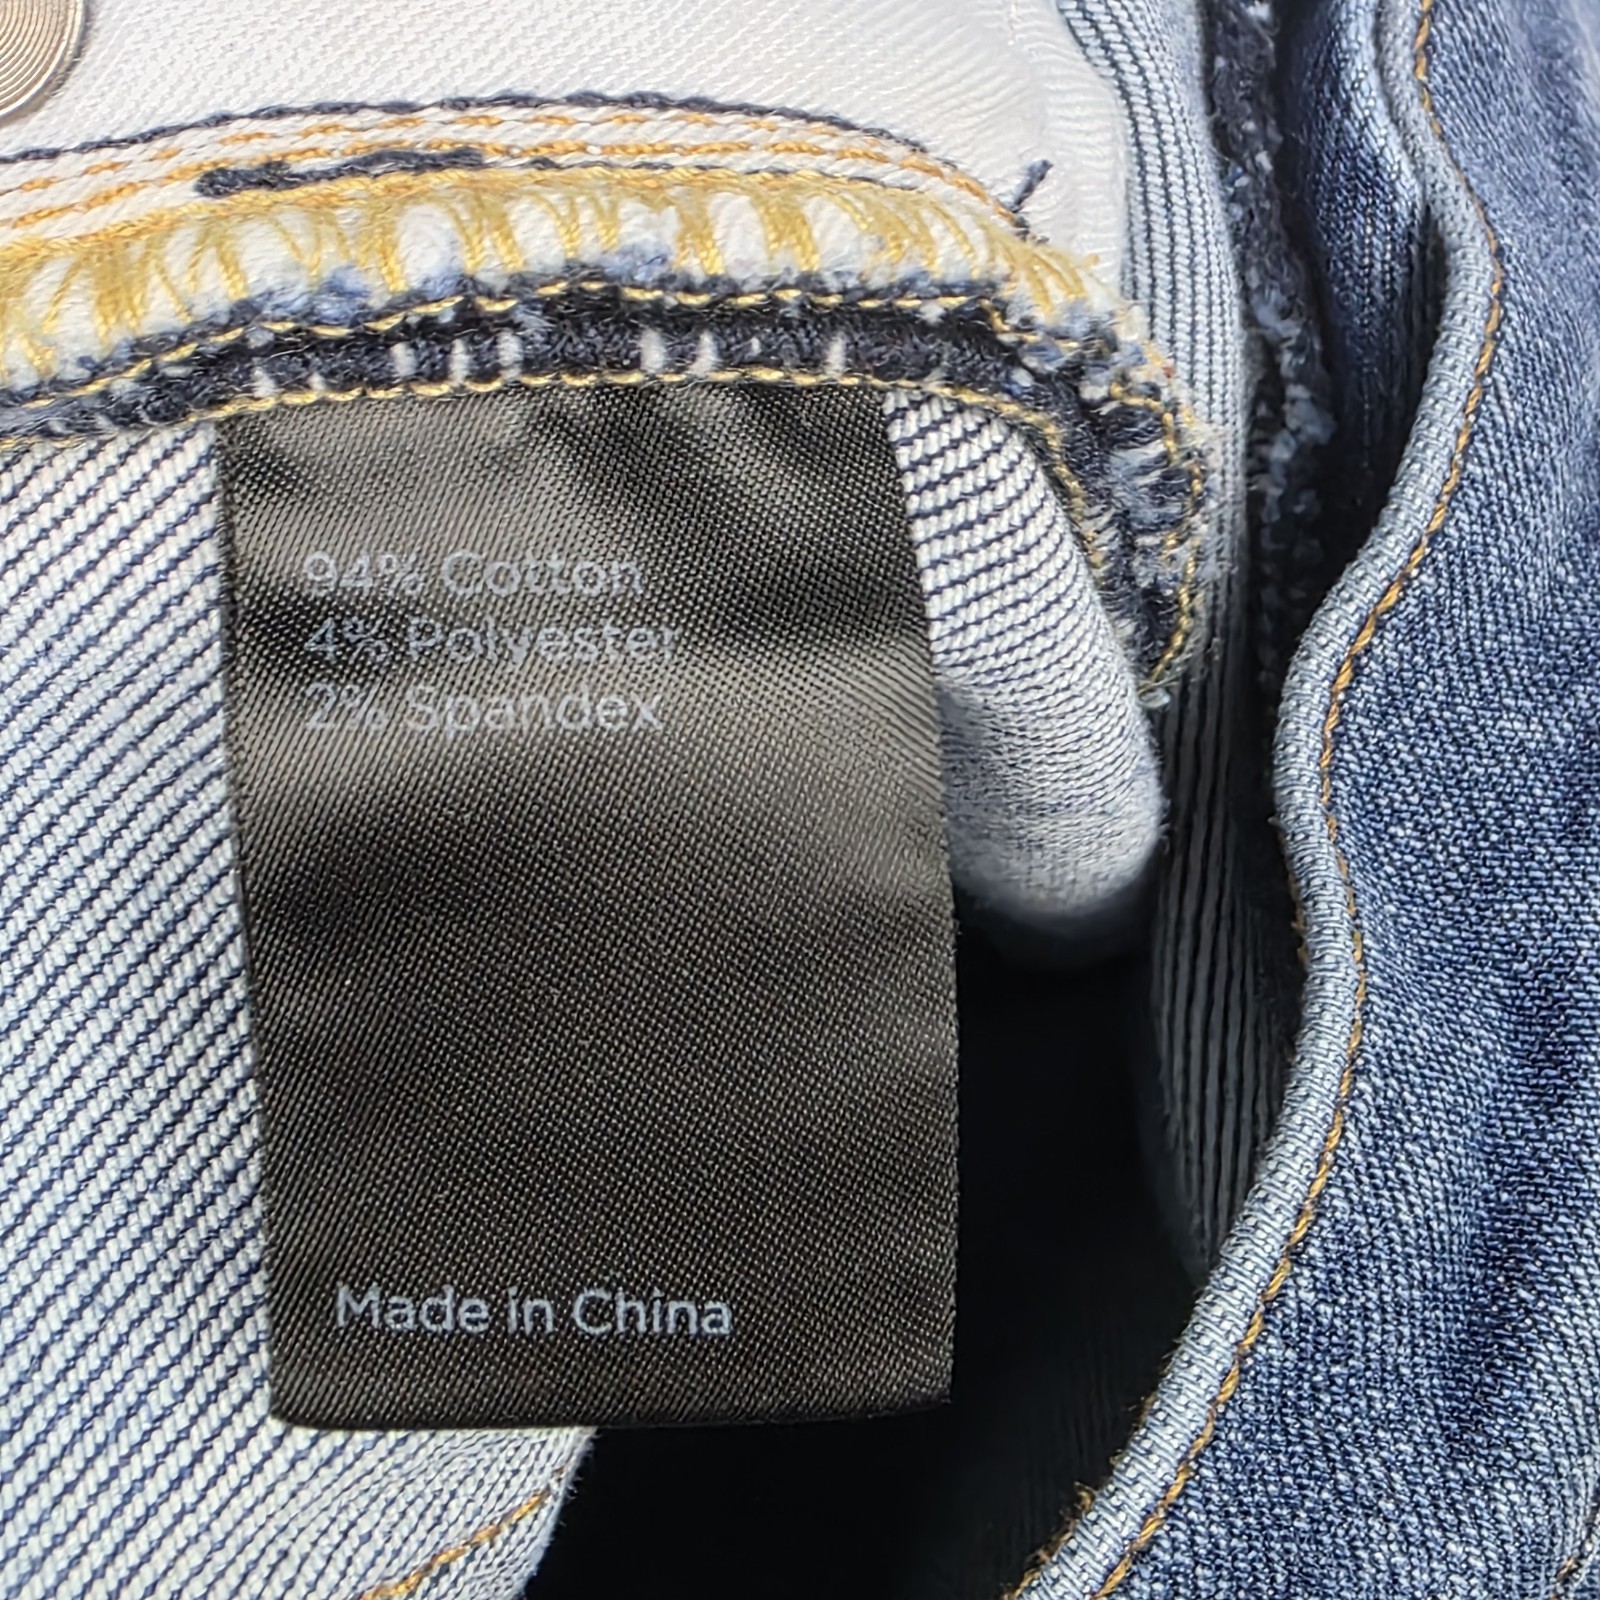 94% Cotton
4% Polyester
2% Spandex
Made in China